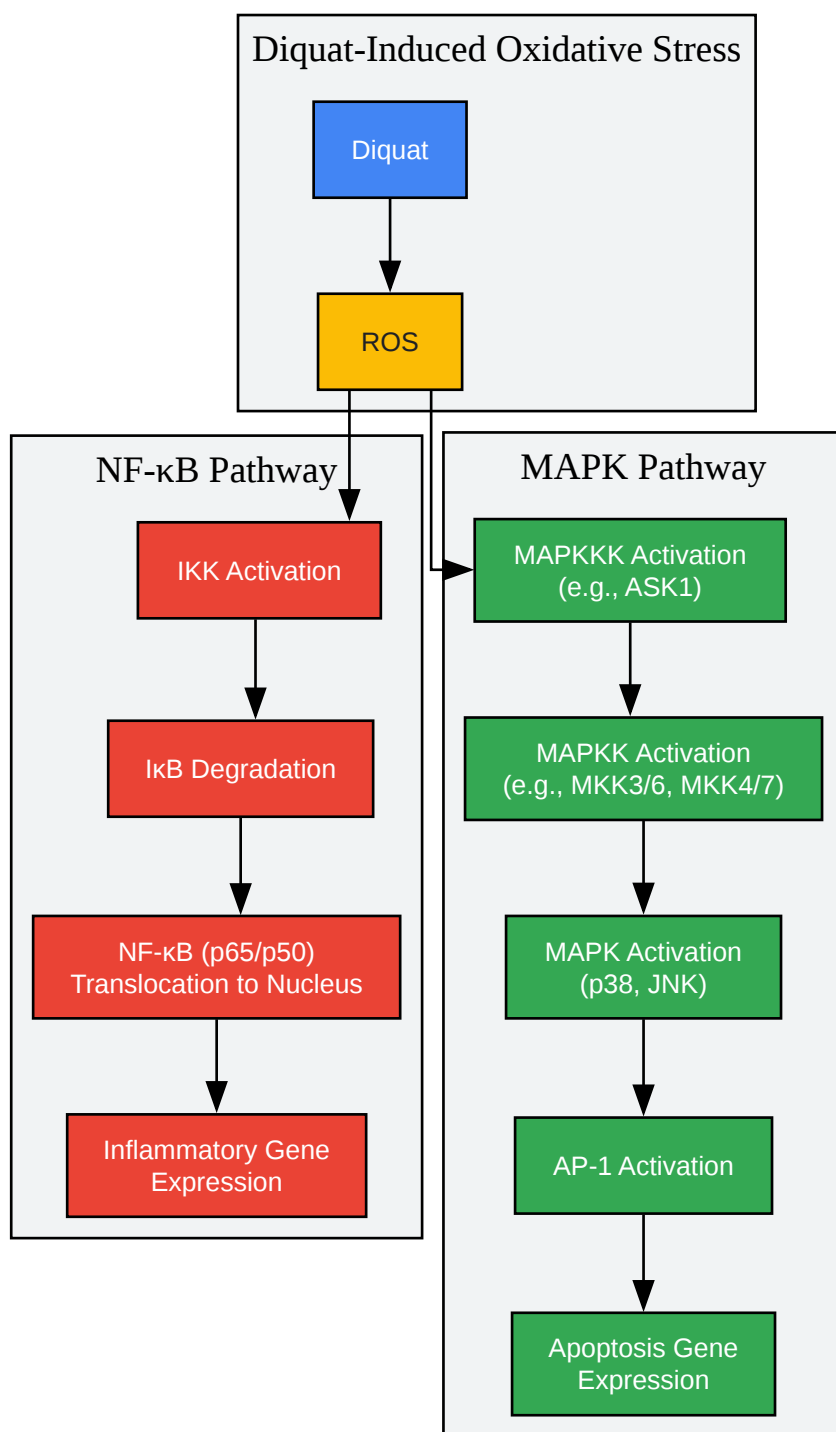 Diquat-Induced Oxidative Stress
Diquat
ROS
NF-κB Pathway
IKK Activation
IκB Degradation
NF-κB (p65/p50)
Translocation to Nucleus
Inflammatory Gene
Expression
MAPK Pathway
MAPKKK Activation
(e.g., ASK1)
MAPKK Activation
(e.g., MKK3/6, MKK4/7)
MAPK Activation
(p38, JNK)
AP-1 Activation
Apoptosis Gene
Expression